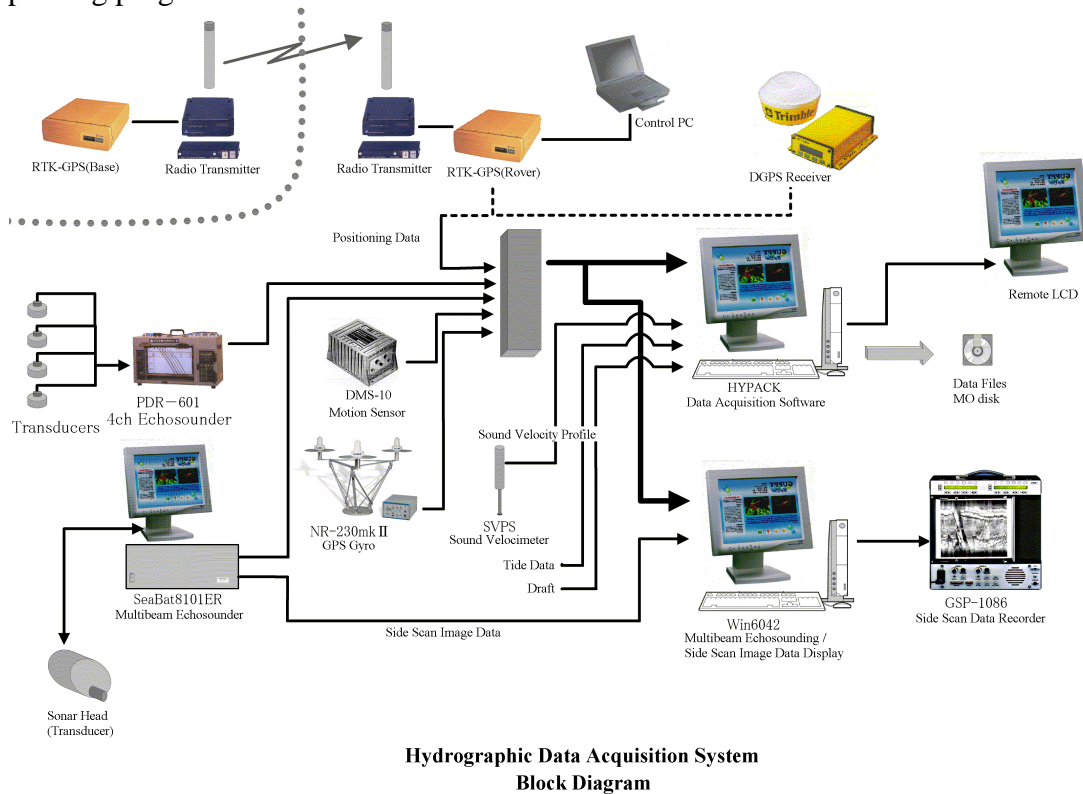 RTK-GPS(Base)
Radio Transmitter
Radio Transmitter
RTK-GPS(Rover)
Control PC
Trimble
DGPS Receiver
Positioning Data
Remote LCD
Transducers
PDR-601
4ch Echosounder
DMS-10
Motion Sensor
HYPACK
Data Acquisition Software
Data Files
MO disk
Sound Velocity Profile
NR-230mk Ⅱ
GPS Gyro
SVPS
Sound Velocimeter
Tide Data
Draft
SeaBat8101ER
Multibeam Echosounder
Side Scan Image Data
Win6042
Multibeam Echosounding /
Side Scan Image Data Display
GSP-1086
Side Scan Data Recorder
Sonar Head
(Transducer)
Hydrographic Data Acquisition System
Block Diagram